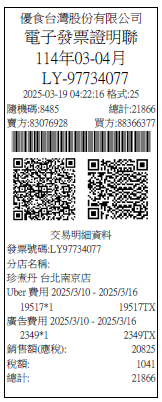 優食台灣股份有限公司
電子發票證明聯
114年03-04月
LY-97734077
2025-03-19 04:22:16 格式:25
隨機碼:8485 總計:21866
賣方:83076928 買方:88366377
交易明細資料
發票號碼:LY97734077
分店名稱:
珍煮丹 台北南京店
Uber 費用 2025/3/10 - 2025/3/16
19517*1 19517TX
廣告費用 2025/3/10 - 2025/3/16
2349*1 2349TX
銷售額(應稅): 20825
稅額: 1041
總計: 21866